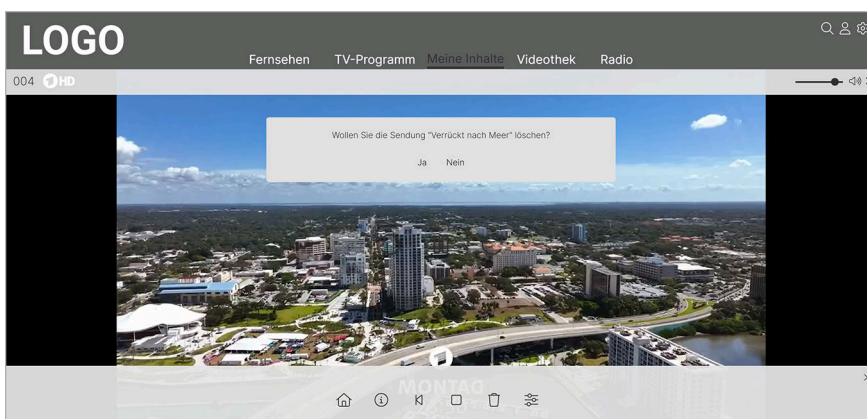 LOGO
Fernsehen TV-Programm Meine Inhalte Videothek Radio
004 1 HD
Wollen Sie die Sendung "Verrückt nach Meer" löschen?
Ja Nein
MONTAG